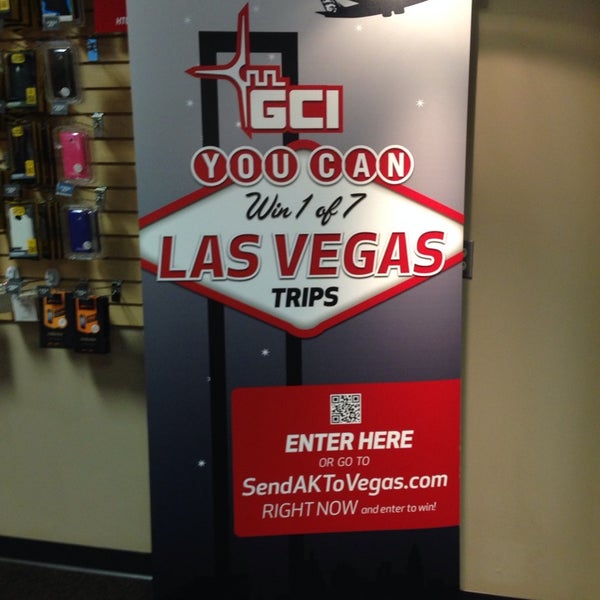 GCI
YOU CAN
Win 1 of 7
LAS VEGAS
TRIPS
ENTER HERE
OR GO TO
SendAKToVegas.com
RIGHT NOW and enter to win!